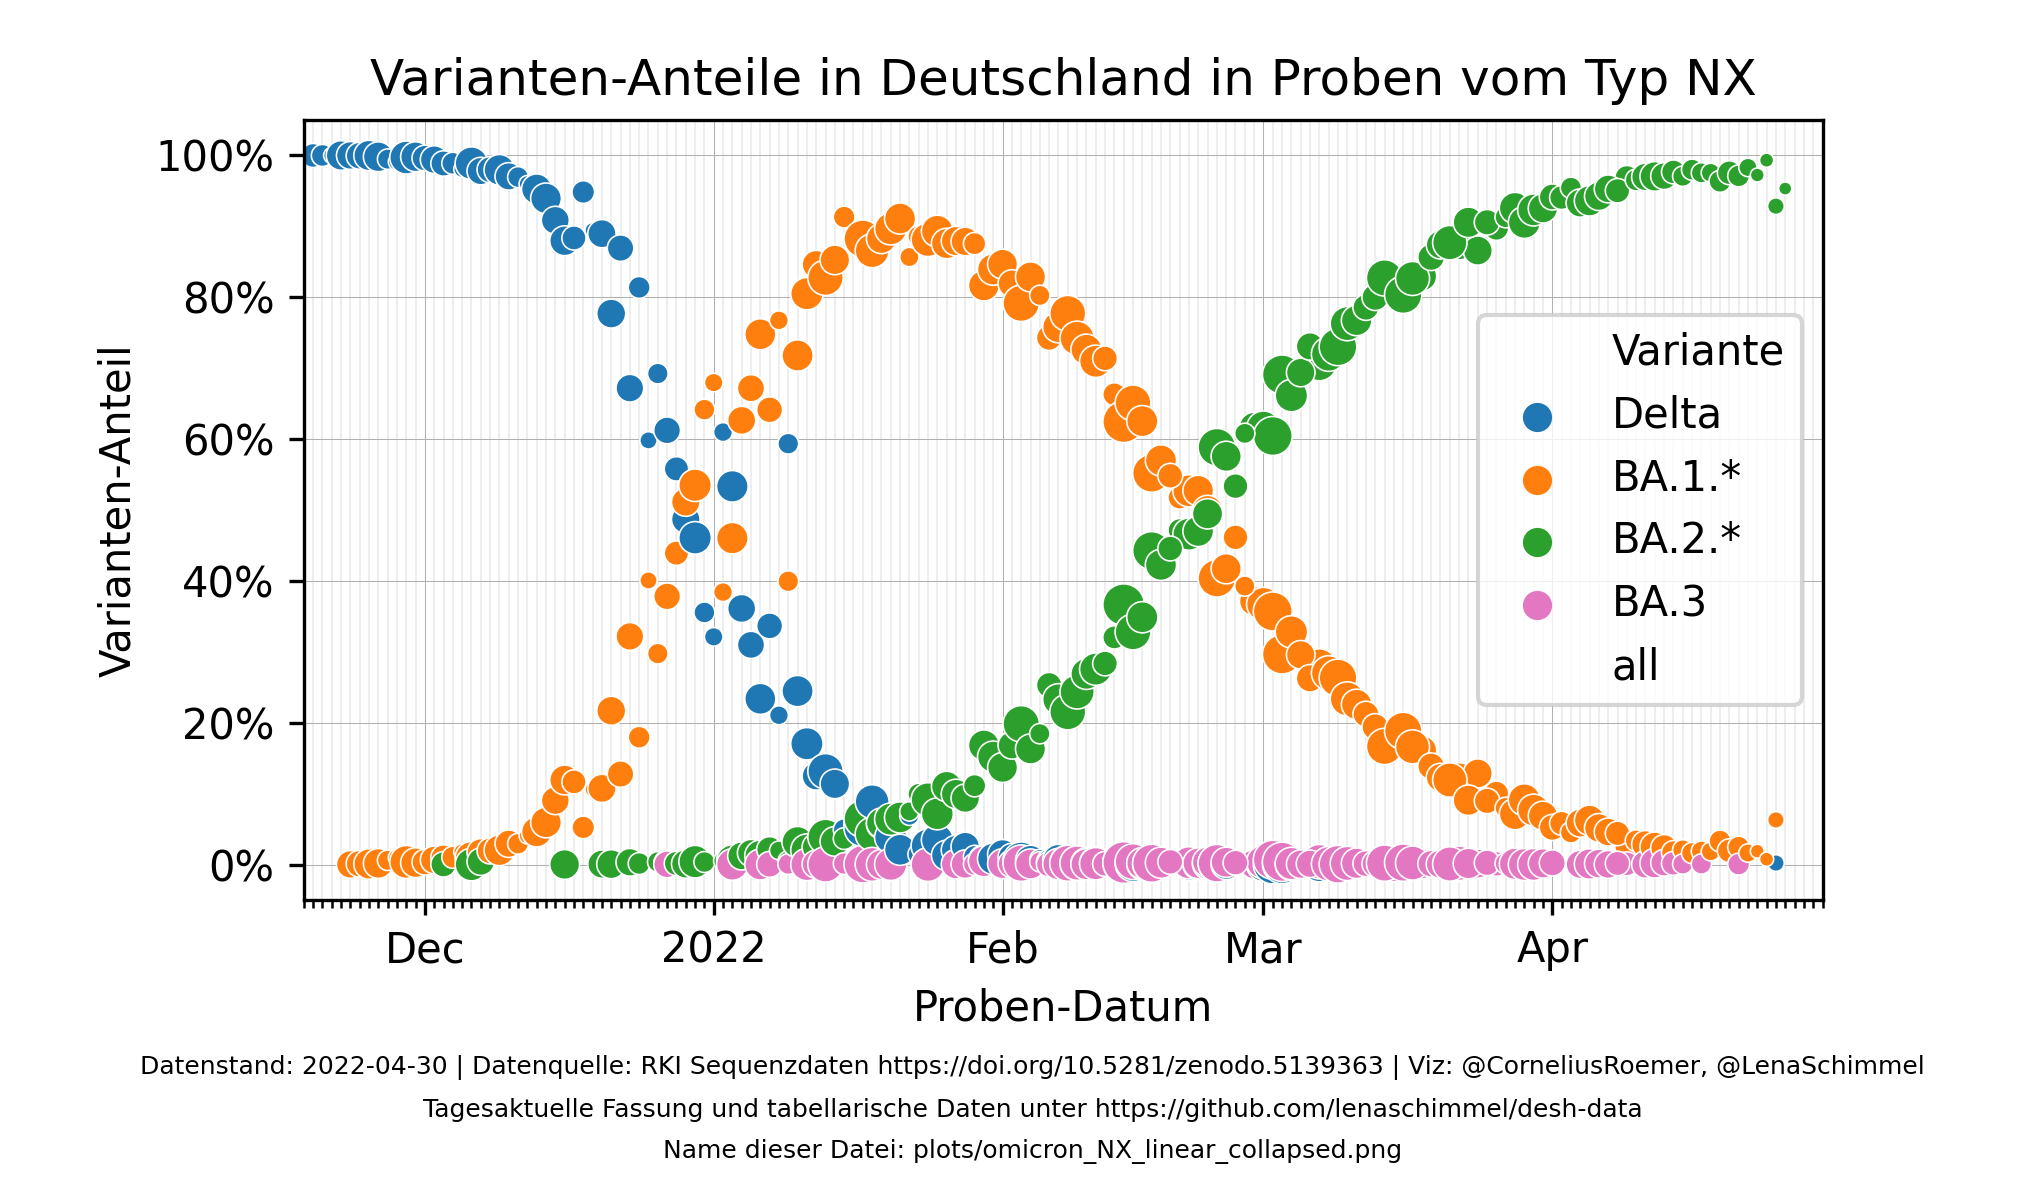 Varianten-Anteile in Deutschland in Proben vom Typ NX
100%
80%
60%
40%
20%
0%
Varianten-Anteil
Variante
Delta
BA.1.*
BA.2.*
BA.3
all
Dec
2022
Feb
Mar
Apr
Proben-Datum
Datenstand: 2022-04-30 | Datenquelle: RKI Sequenzdaten https://doi.org/10.5281/zenodo.5139363 | Viz: @CorneliusRoemer, @LenaSchimmel
Tagesaktuelle Fassung und tabellarische Daten unter https://github.com/lenaschimmel/desh-data
Name dieser Datei: plots/omicron_NX_linear_collapsed.png